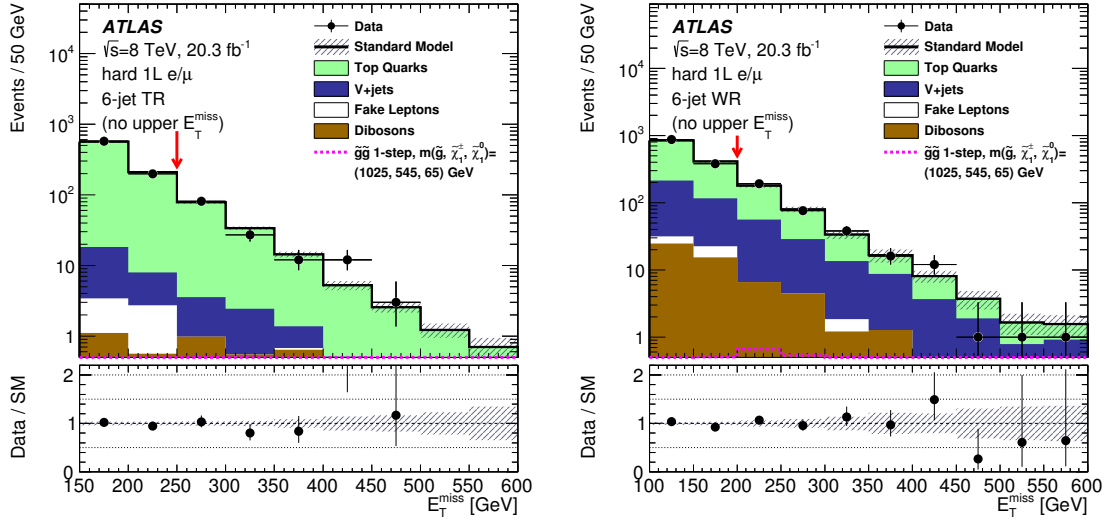 ATLAS
√s=8 TeV, 20.3 fb⁻¹
hard 1L e/μ
6-jet TR
(no upper E_T^miss)
Data
Standard Model
Top Quarks
V+jets
Fake Leptons
Dibosons
g̃g̃ 1-step, m(g̃, χ̃₁^±, χ̃₁^0)=
(1025, 545, 65) GeV
Events / 50 GeV
10⁴
10³
10²
10
1
Data / SM
2
1
0
150 200 250 300 350 400 450 500 550 600
E_T^miss [GeV]
ATLAS
√s=8 TeV, 20.3 fb⁻¹
hard 1L e/μ
6-jet WR
(no upper E_T^miss)
Data
Standard Model
Top Quarks
V+jets
Fake Leptons
Dibosons
g̃g̃ 1-step, m(g̃, χ̃₁^±, χ̃₁^0)=
(1025, 545, 65) GeV
Events / 50 GeV
10⁴
10³
10²
10
1
Data / SM
2
1
0
100 150 200 250 300 350 400 450 500 550 600
E_T^miss [GeV]